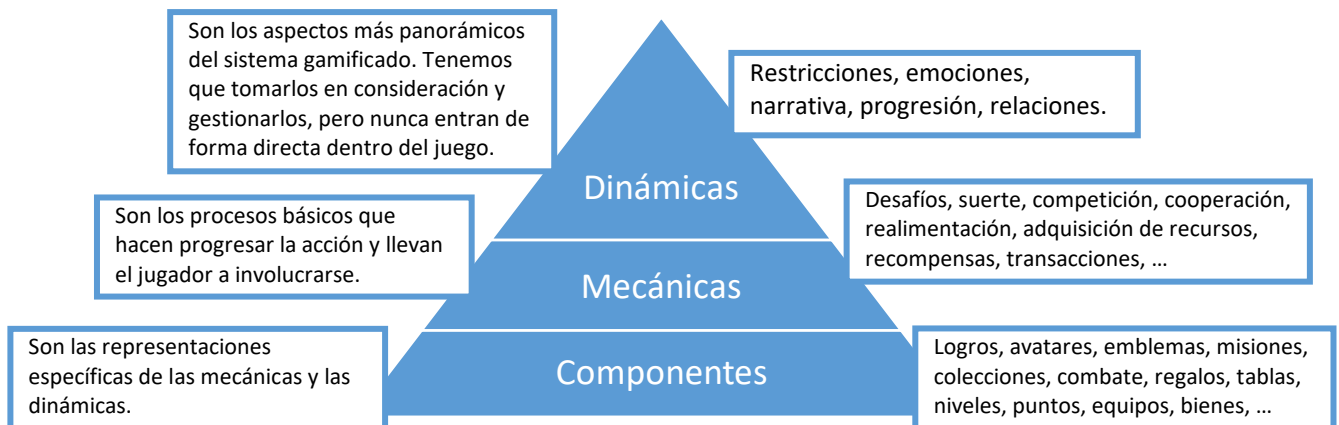 Son los aspectos más panorámicos
del sistema gamificado. Tenemos
que tomarlos en consideración y
gestionarlos, pero nunca entran de
forma directa dentro del juego.
Restricciones, emociones,
narrativa, progresión, relaciones.
Dinámicas
Son los procesos básicos que
hacen progresar la acción y llevan
el jugador a involucrarse.
Desafíos, suerte, competición, cooperación,
realimentación, adquisición de recursos,
recompensas, transacciones, ...
Mecánicas
Son las representaciones
específicas de las mecánicas y las
dinámicas.
Componentes
Logros, avatares, emblemas, misiones,
colecciones, combate, regalos, tablas,
niveles, puntos, equipos, bienes, ...